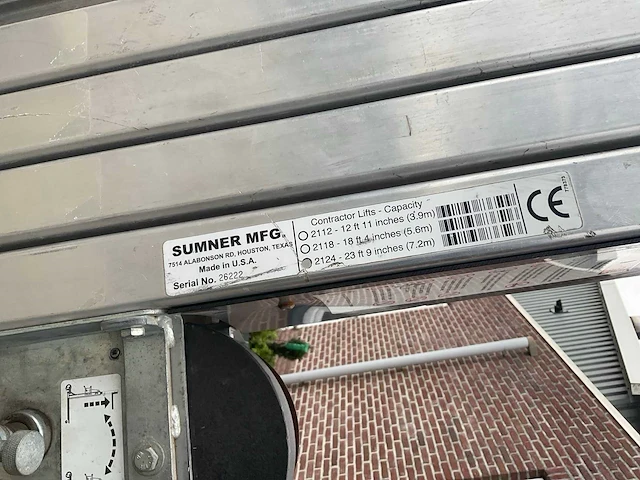 SUMNER MFG.
7514 ALABONSON RD, HOUSTON, TEXAS
Made in U.S.A.
Serial No. 26222
Contractor Lifts - Capacity
2112 - 12 ft 11 inches (3.9m)
2118 - 18 ft 4 inches (5.6m)
2124 - 23 ft 9 inches (7.2m)
CE